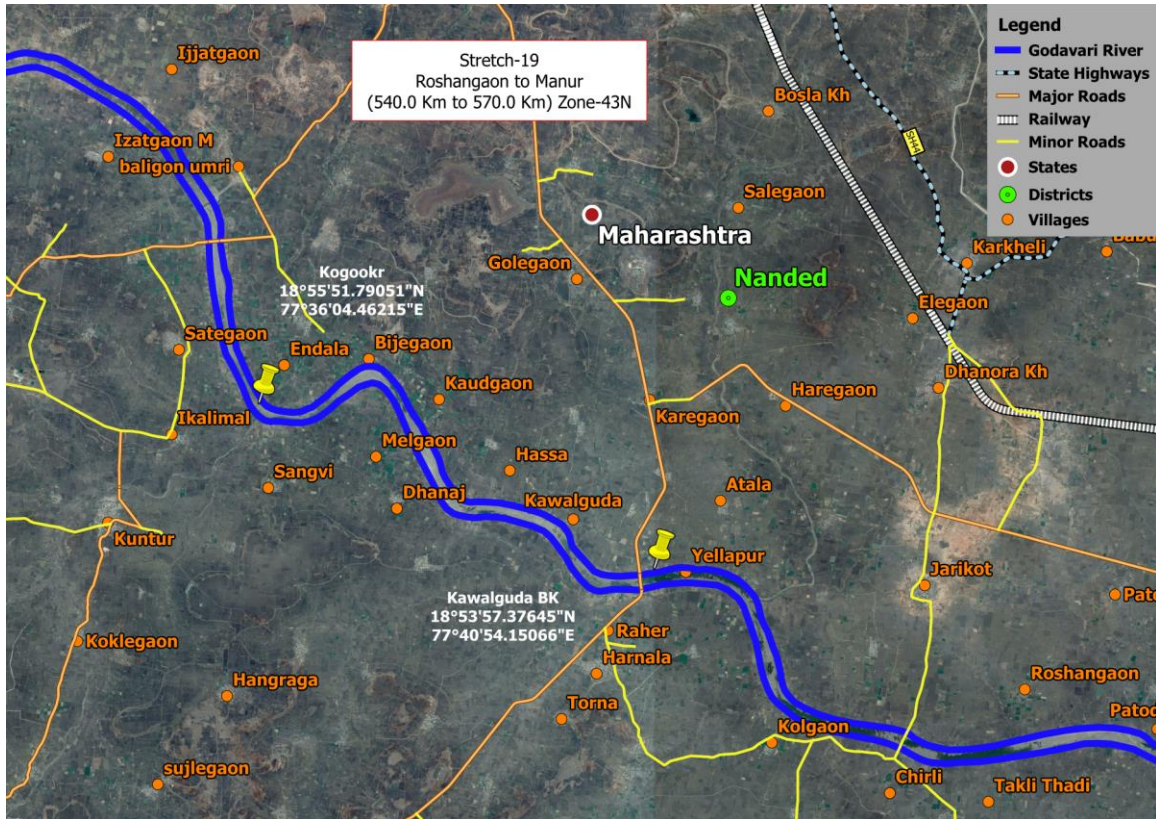 Ijjatgaon
Stretch-19
Roshangaon to Manur
(540.0 Km to 570.0 Km) Zone-43N
Legend
Godavari River
State Highways
Major Roads
Railway
Minor Roads
States
Districts
Villages
Bosla Kh
SH44
Izatgaon M
baligon umri
Salegaon
Maharashtra
Karkheli
Golegaon
Kogookr
18°55'51.79051"N
77°36'04.46215"E
Nanded
Elegaon
Sategaon
Endala
Bijegaon
Kaudgaon
Dhanora Kh
Haregaon
Karegaon
Ikalimal
Melgaon
Hassa
Sangvi
Dhanaj
Kawalguda
Atala
Kuntur
Yellapur
Jarikot
Kawalguda BK
18°53'57.37645"N
77°40'54.15066"E
Raher
Koklegaon
Harnala
Hangraga
Roshangaon
Torna
Kolgaon
sujlegaon
Chirli
Takli Thadi